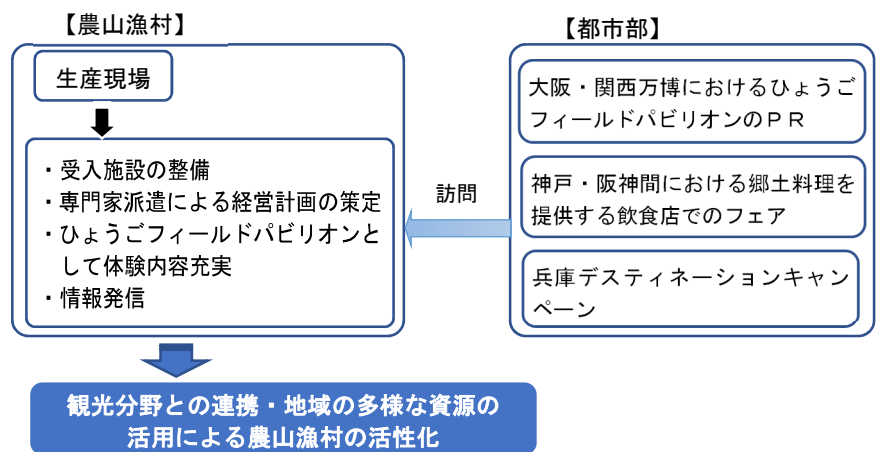 【農山漁村】
生産現場
・受入施設の整備
・専門家派遣による経営計画の策定
・ひょうごフィールドパビリオンと
して体験内容充実
・情報発信
訪問
【都市部】
大阪・関西万博におけるひょうご
フィールドパビリオンのＰＲ
神戸・阪神間における郷土料理を
提供する飲食店でのフェア
兵庫デスティネーションキャン
ペーン
観光分野との連携・地域の多様な資源の
活用による農山漁村の活性化